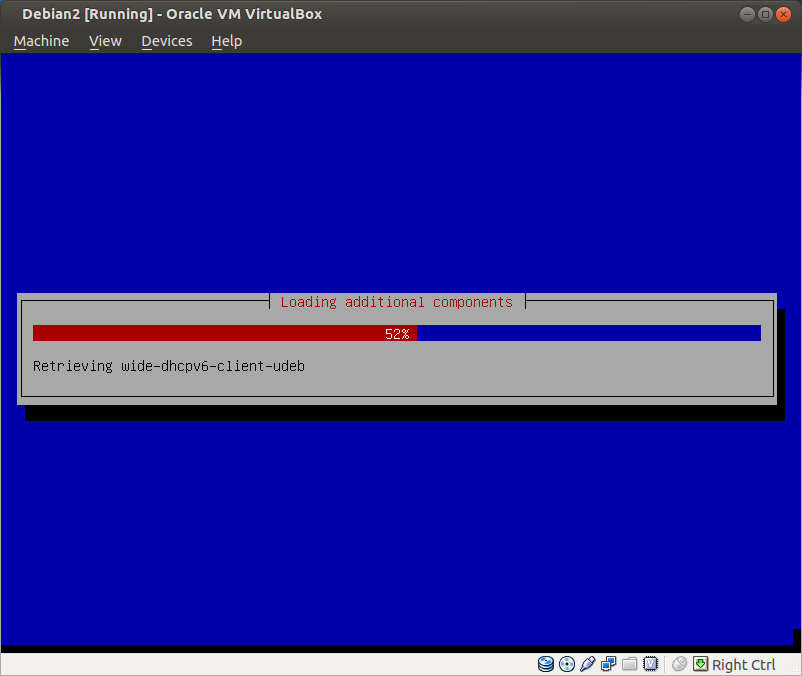 Debian2 [Running] - Oracle VM VirtualBox
Machine View Devices Help
Loading additional components
52%
Retrieving wide-dhcpv6-client-udeb
Right Ctrl